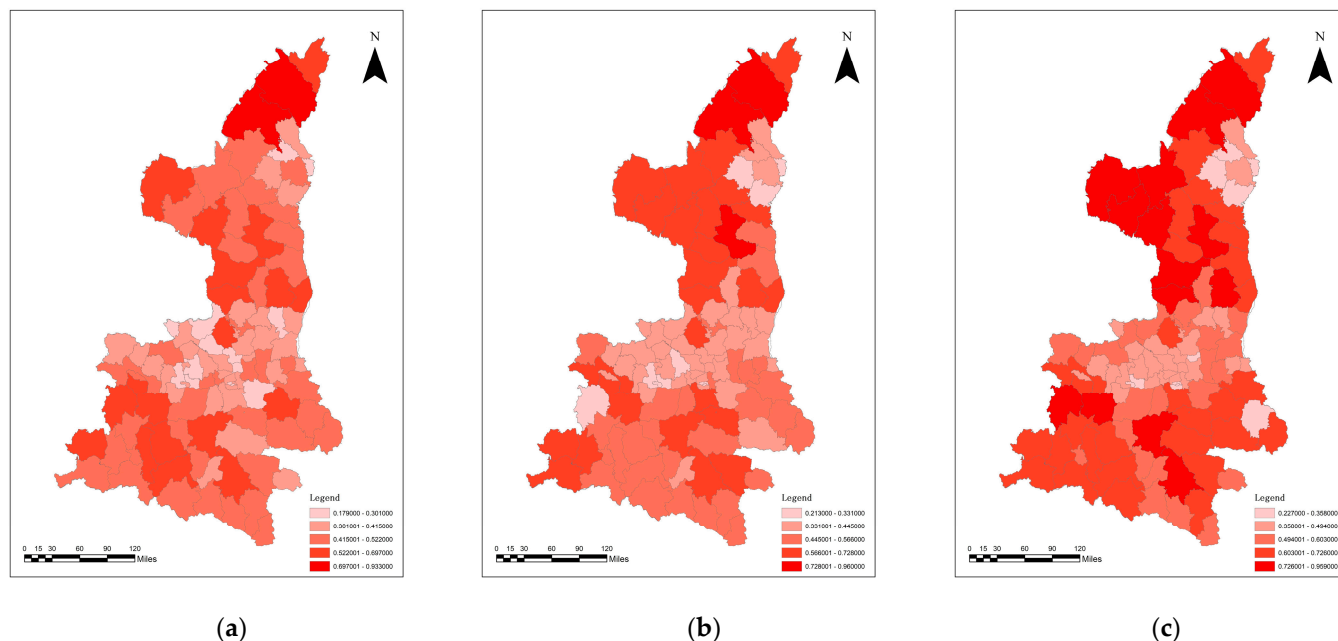 N
Legend
0.179000 - 0.301000
0.301001 - 0.415000
0.415001 - 0.522000
0.522001 - 0.697000
0.697001 - 0.933000
0 15 30 60 90 120
Miles
(a)
N
Legend
0.213000 - 0.331000
0.331001 - 0.445000
0.445001 - 0.566000
0.566001 - 0.728000
0.728001 - 0.960000
0 15 30 60 90 120
Miles
(b)
N
Legend
0.227000 - 0.358000
0.350001 - 0.494000
0.494001 - 0.603000
0.603001 - 0.726000
0.726001 - 0.959000
0 15 30 60 90 120
Miles
(c)